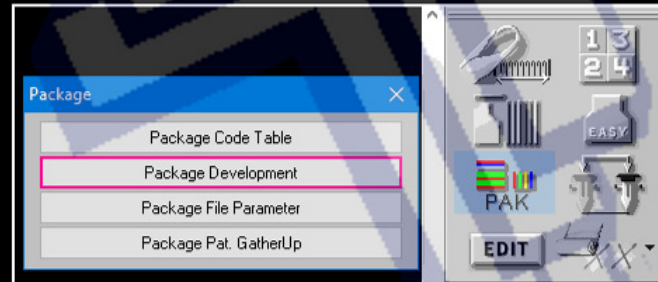 Package
Package Code Table
Package Development
Package File Parameter
Package Pat. GatherUp
1 3
2 4
EASY
PAK
EDIT